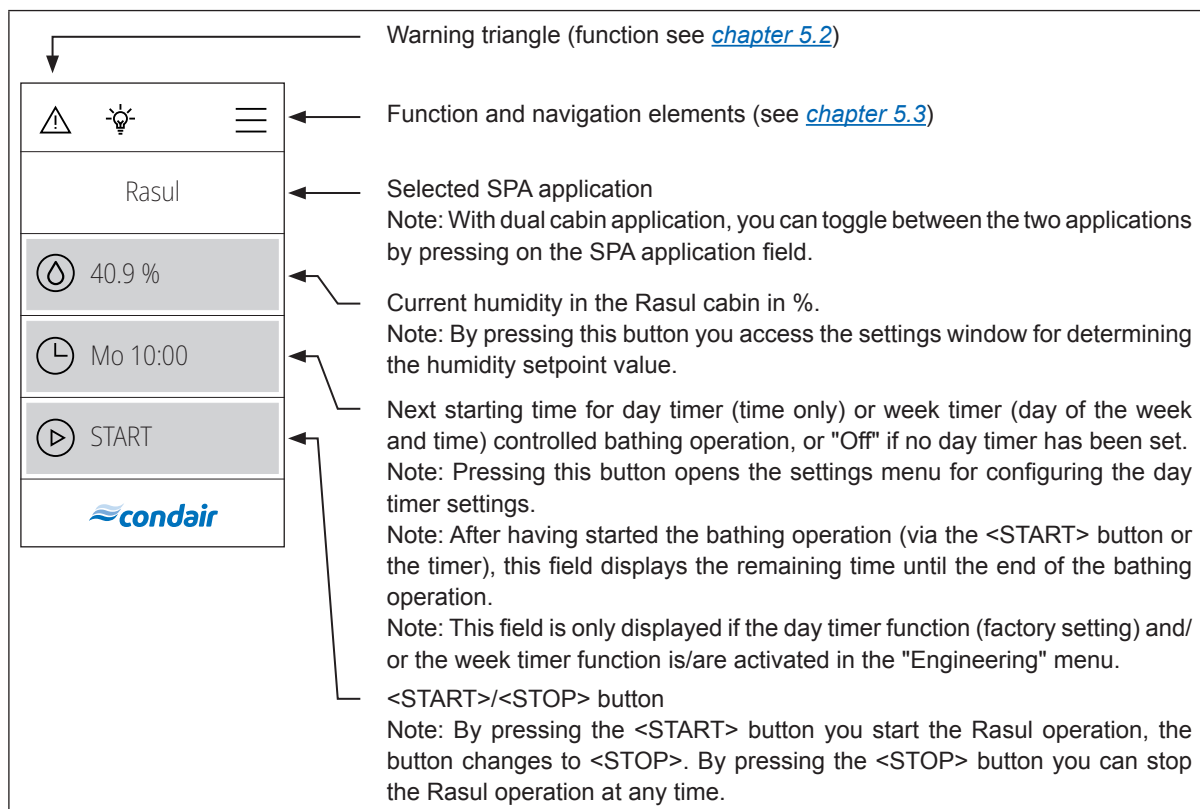 Warning triangle (function see chapter 5.2)
Function and navigation elements (see chapter 5.3)
Rasul
Selected SPA application
Note: With dual cabin application, you can toggle between the two applications
by pressing on the SPA application field.
40.9 %
Current humidity in the Rasul cabin in %.
Note: By pressing this button you access the settings window for determining
the humidity setpoint value.
Mo 10:00
Next starting time for day timer (time only) or week timer (day of the week
and time) controlled bathing operation, or "Off" if no day timer has been set.
Note: Pressing this button opens the settings menu for configuring the day
timer settings.
Note: After having started the bathing operation (via the <START> button or
the timer), this field displays the remaining time until the end of the bathing
operation.
Note: This field is only displayed if the day timer function (factory setting) and/
or the week timer function is/are activated in the "Engineering" menu.
START
<START>/<STOP> button
Note: By pressing the <START> button you start the Rasul operation, the
button changes to <STOP>. By pressing the <STOP> button you can stop
the Rasul operation at any time.
condair